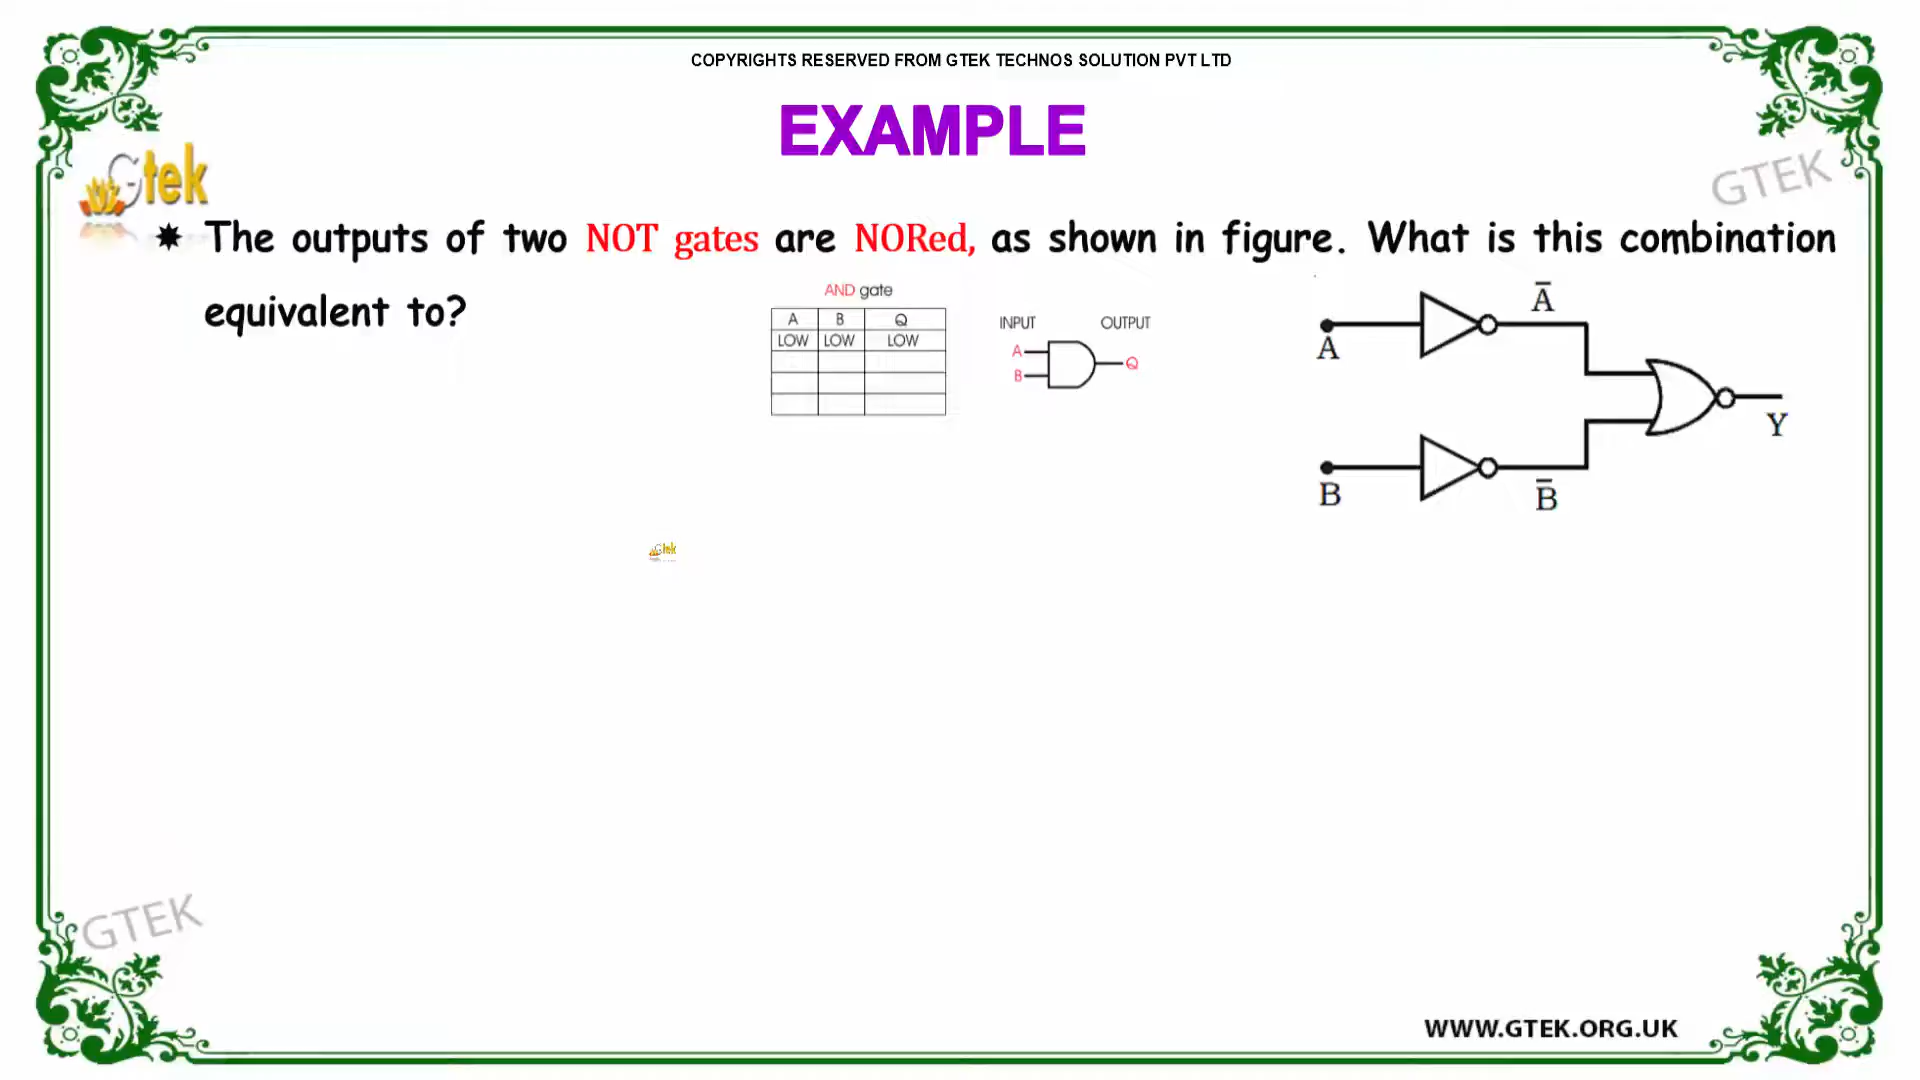 COPYRIGHTS RESERVED FROM GTEK TECHNOS SOLUTION PVT LTD
EXAMPLE
Gtek
GTEK
The outputs of two NOT gates are NORed, as shown in figure. What is this combination
equivalent to?
AND gate
A B Q
LOW LOW LOW
INPUT OUTPUT
A
B
Q
A
Ā
B
B̄
Y
Gtek
GTEK
WWW.GTEK.ORG.UK